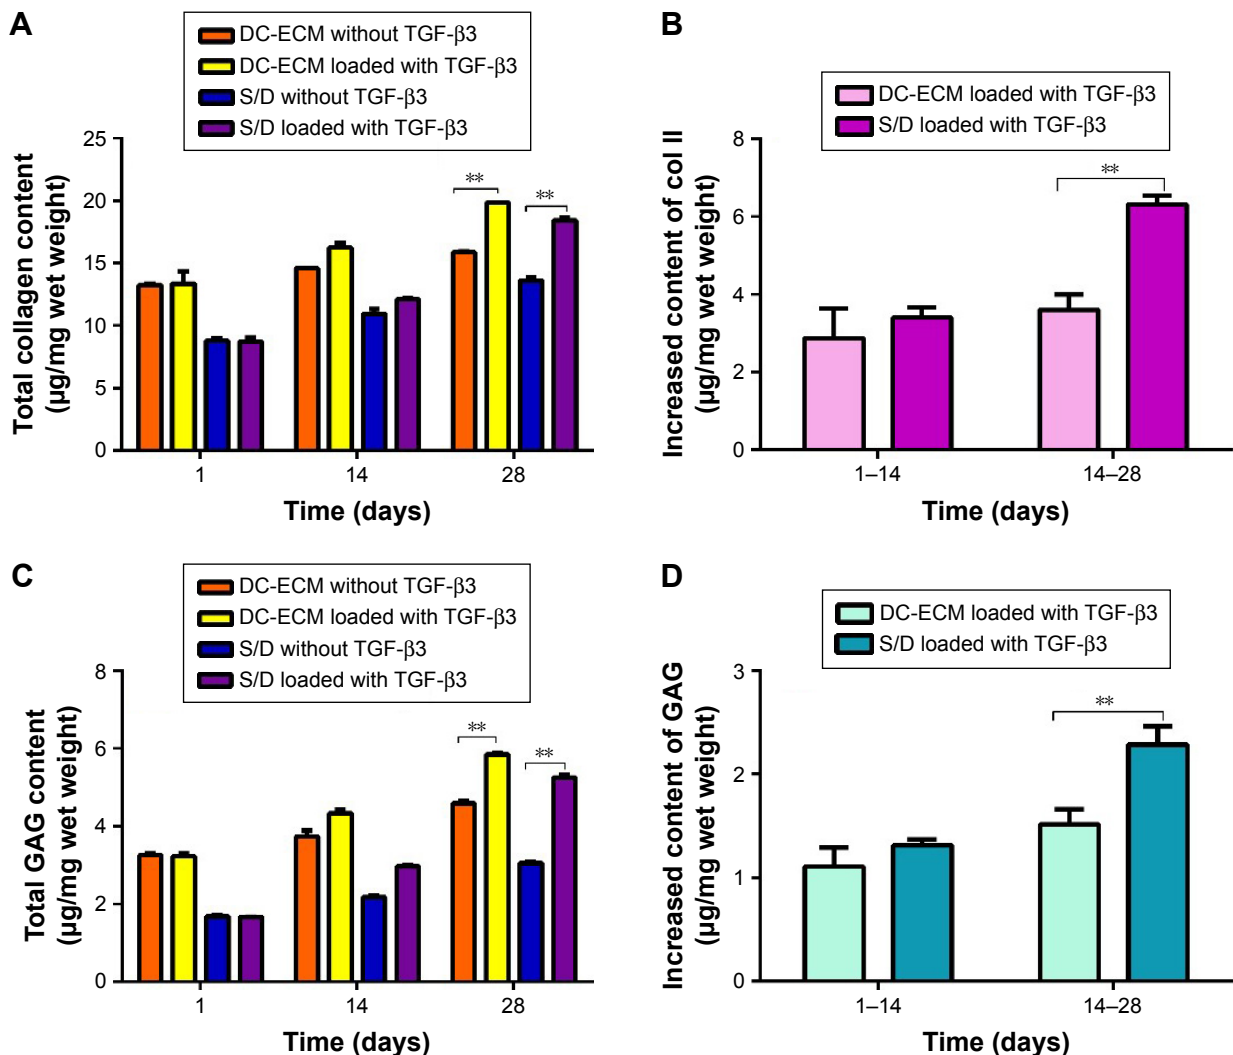 A
DC-ECM without TGF-β3
DC-ECM loaded with TGF-β3
S/D without TGF-β3
S/D loaded with TGF-β3
Total collagen content
(µg/mg wet weight)
25
20
15
10
5
0
**
**
1
14
28
Time (days)
B
DC-ECM loaded with TGF-β3
S/D loaded with TGF-β3
Increased content of col II
(µg/mg wet weight)
8
6
4
2
0
**
1–14
14–28
Time (days)
C
DC-ECM without TGF-β3
DC-ECM loaded with TGF-β3
S/D without TGF-β3
S/D loaded with TGF-β3
Total GAG content
(µg/mg wet weight)
8
6
4
2
0
**
**
1
14
28
Time (days)
D
DC-ECM loaded with TGF-β3
S/D loaded with TGF-β3
Increased content of GAG
(µg/mg wet weight)
3
2
1
0
**
1–14
14–28
Time (days)